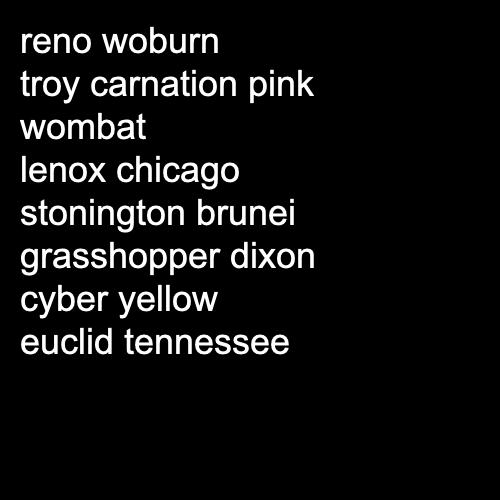 reno woburn
troy carnation pink
wombat
lenox chicago
stonington brunei
grasshopper dixon
cyber yellow
euclid tennessee